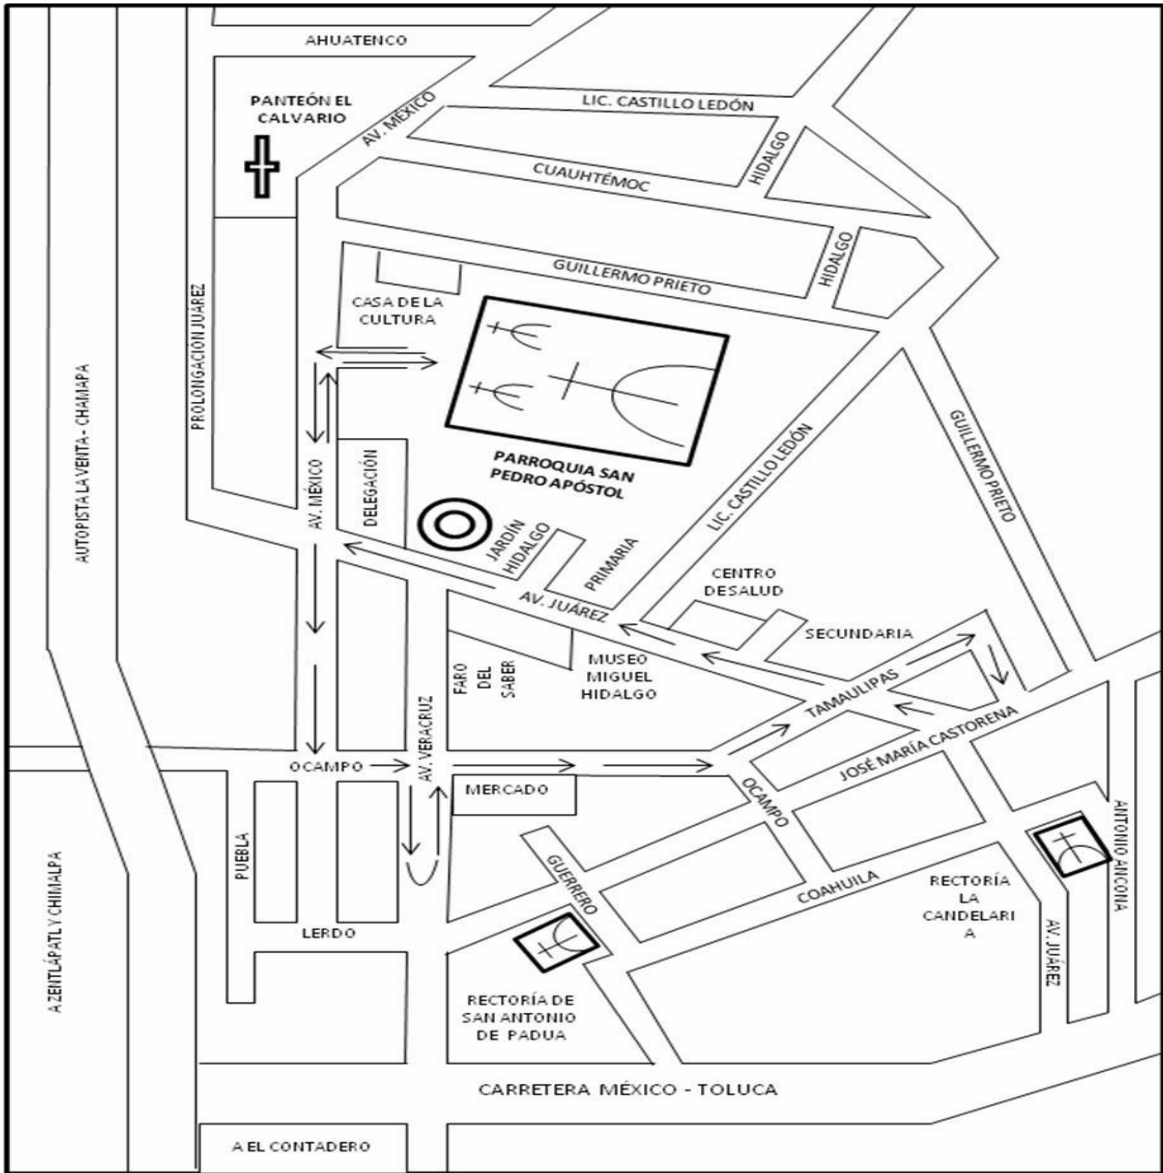 AHUATENCO
PANTEÓN EL
CALVARIO
AV. MÉXICO
LIC. CASTILLO LEDÓN
HIDALGO
CUAUHTÉMOC
HIDALGO
GUILLERMO PRIETO
CASA DE LA
CULTURA
PROLONGACIÓN JUÁREZ
AUTOPISTA LA VENTA - CHAMAPA
AV. MÉXICO
DELEGACIÓN
PARROQUIA SAN
PEDRO APÓSTOL
JARDÍN
HIDALGO
PRIMARIA
LIC. CASTILLO LEDÓN
GUILLERMO PRIETO
CENTRO
DE SALUD
AV. JUÁREZ
SECUNDARIA
FARO
DEL
SABER
MUSEO
MIGUEL
HIDALGO
TAMAULIPAS
JOSÉ MARÍA CASTORENA
AV. VERACRUZ
OCAMPO
MERCADO
OCAMPO
PUEBLA
GUERRERO
COAHUILA
RECTORÍA
LA
CANDELARI
A
ANTONIO ANCONA
AV. JUÁREZ
LERDO
A ZENTLÁPATL Y CHIMALPA
RECTORÍA DE
SAN ANTONIO
DE PADUA
CARRETERA MÉXICO - TOLUCA
A EL CONTADERO